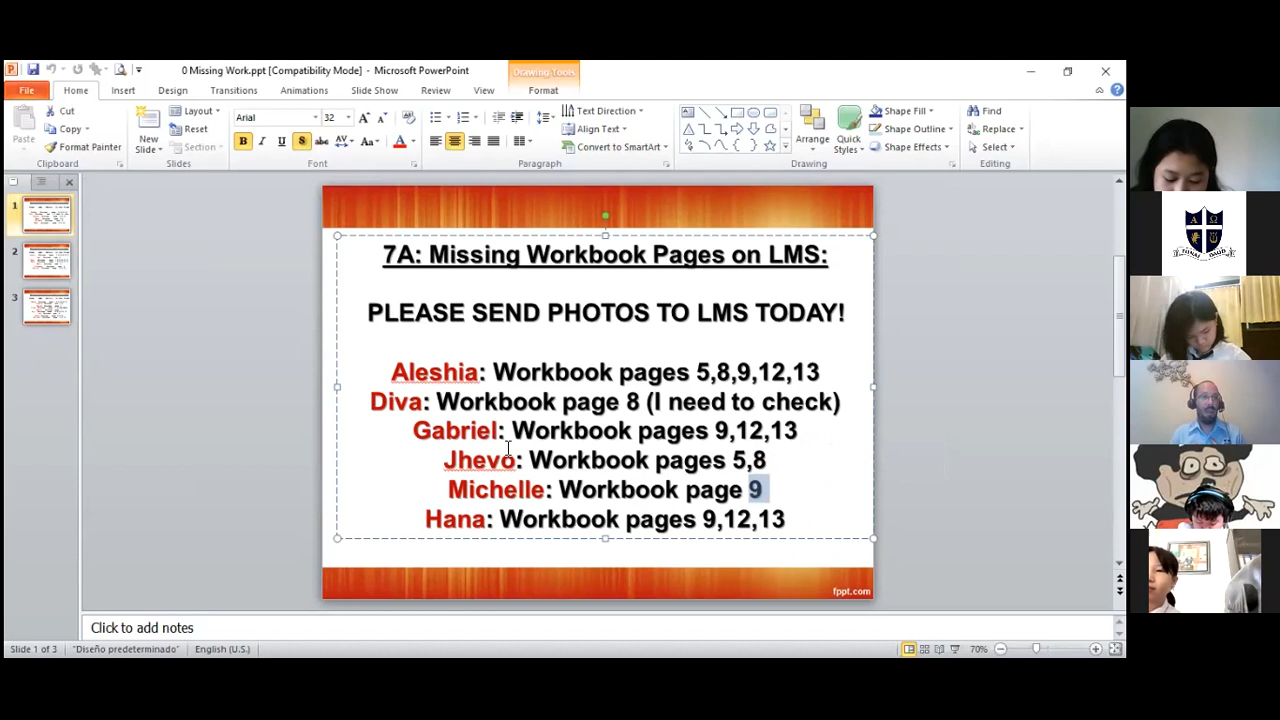 0 Missing Work.ppt [Compatibility Mode] - Microsoft PowerPoint
Drawing Tools
File Home Insert Design Transitions Animations Slide Show Review View Format
Paste
Cut
Copy
Format Painter
Clipboard
New Slide
Layout
Reset
Section
Slides
Arial 32
Font
Paragraph
Text Direction
Align Text
Convert to SmartArt
Arrange
Quick Styles
Shape Fill
Shape Outline
Shape Effects
Drawing
Find
Replace
Select
Editing
1
2
3
7A: Missing Workbook Pages on LMS:
PLEASE SEND PHOTOS TO LMS TODAY!
Aleshia: Workbook pages 5,8,9,12,13
Diva: Workbook page 8 (I need to check)
Gabriel: Workbook pages 9,12,13
Jhevo: Workbook pages 5,8
Michelle: Workbook page 9
Hana: Workbook pages 9,12,13
fppt.com
Click to add notes
Slide 1 of 3 "Diseño predeterminado" English (U.S.) 70%
Α Ω